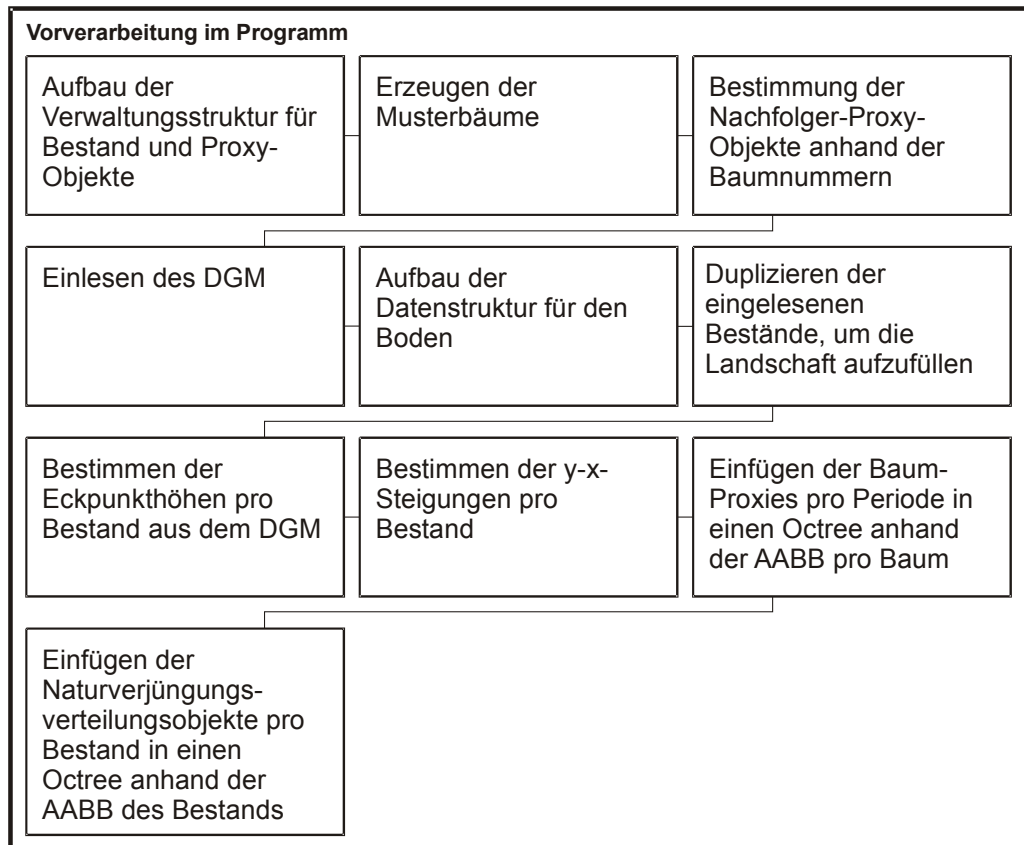 Vorverarbeitung im Programm
Aufbau der
Verwaltungsstruktur für
Bestand und Proxy-
Objekte
Erzeugen der
Musterbäume
Bestimmung der
Nachfolger-Proxy-
Objekte anhand der
Baumnummern
Einlesen des DGM
Aufbau der
Datenstruktur für den
Boden
Duplizieren der
eingelesenen
Bestände, um die
Landschaft aufzufüllen
Bestimmen der
Eckpunkthöhen pro
Bestand aus dem DGM
Bestimmen der y-x-
Steigungen pro
Bestand
Einfügen der Baum-
Proxies pro Periode in
einen Octree anhand
der AABB pro Baum
Einfügen der
Naturverjüngungs-
verteilungsobjekte pro
Bestand in einen
Octree anhand der
AABB des Bestands